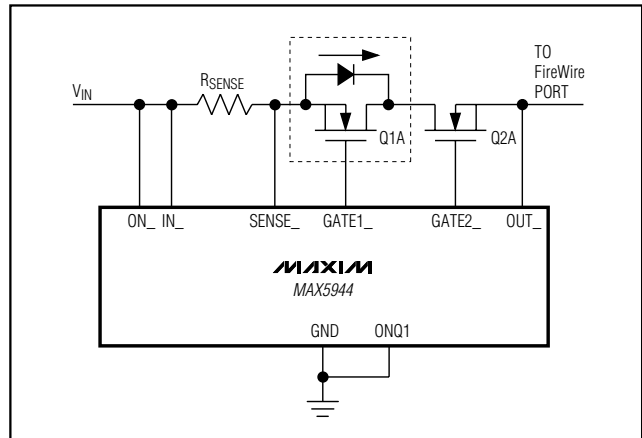 TO
FireWire
PORT
VIN
RSENSE
Q1A
Q2A
ON_ IN_ SENSE_ GATE1_ GATE2_ OUT_
MAXIM
MAX5944
GND ONQ1